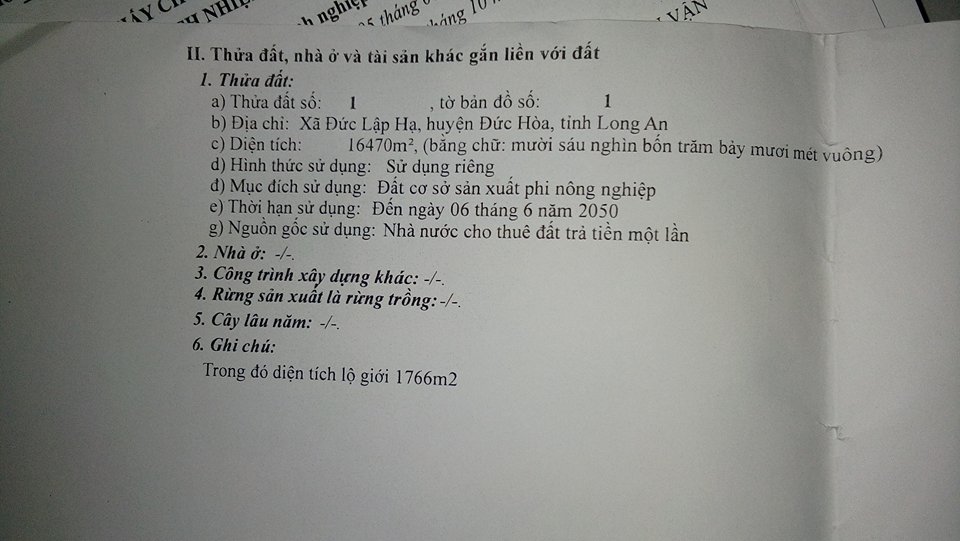 ÁY
NHIỆ
nh nghiệp
05 tháng
tháng 10
VẬN
II. Thửa đất, nhà ở và tài sản khác gắn liền với đất
1. Thửa đất:
a) Thửa đất số: 1 , tờ bản đồ số: 1
b) Địa chỉ: Xã Đức Lập Hạ, huyện Đức Hòa, tỉnh Long An
c) Diện tích: 16470m², (bằng chữ: mười sáu nghìn bốn trăm bảy mươi mét vuông)
d) Hình thức sử dụng: Sử dụng riêng
đ) Mục đích sử dụng: Đất cơ sở sản xuất phi nông nghiệp
e) Thời hạn sử dụng: Đến ngày 06 tháng 6 năm 2050
g) Nguồn gốc sử dụng: Nhà nước cho thuê đất trả tiền một lần
2. Nhà ở: -/-.
3. Công trình xây dựng khác: -/-.
4. Rừng sản xuất là rừng trồng: -/-.
5. Cây lâu năm: -/-.
6. Ghi chú:
Trong đó diện tích lộ giới 1766m2